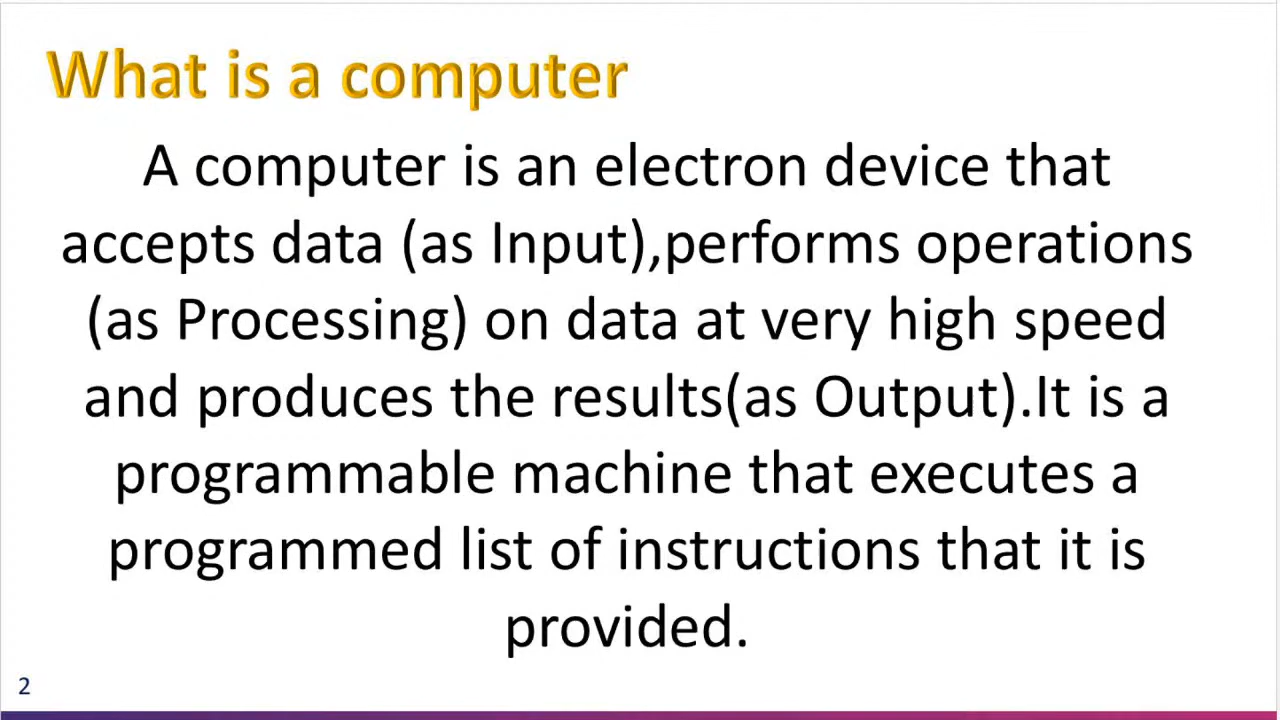 What is a computer
A computer is an electron device that
accepts data (as Input),performs operations
(as Processing) on data at very high speed
and produces the results(as Output).It is a
programmable machine that executes a
programmed list of instructions that it is
provided.
2